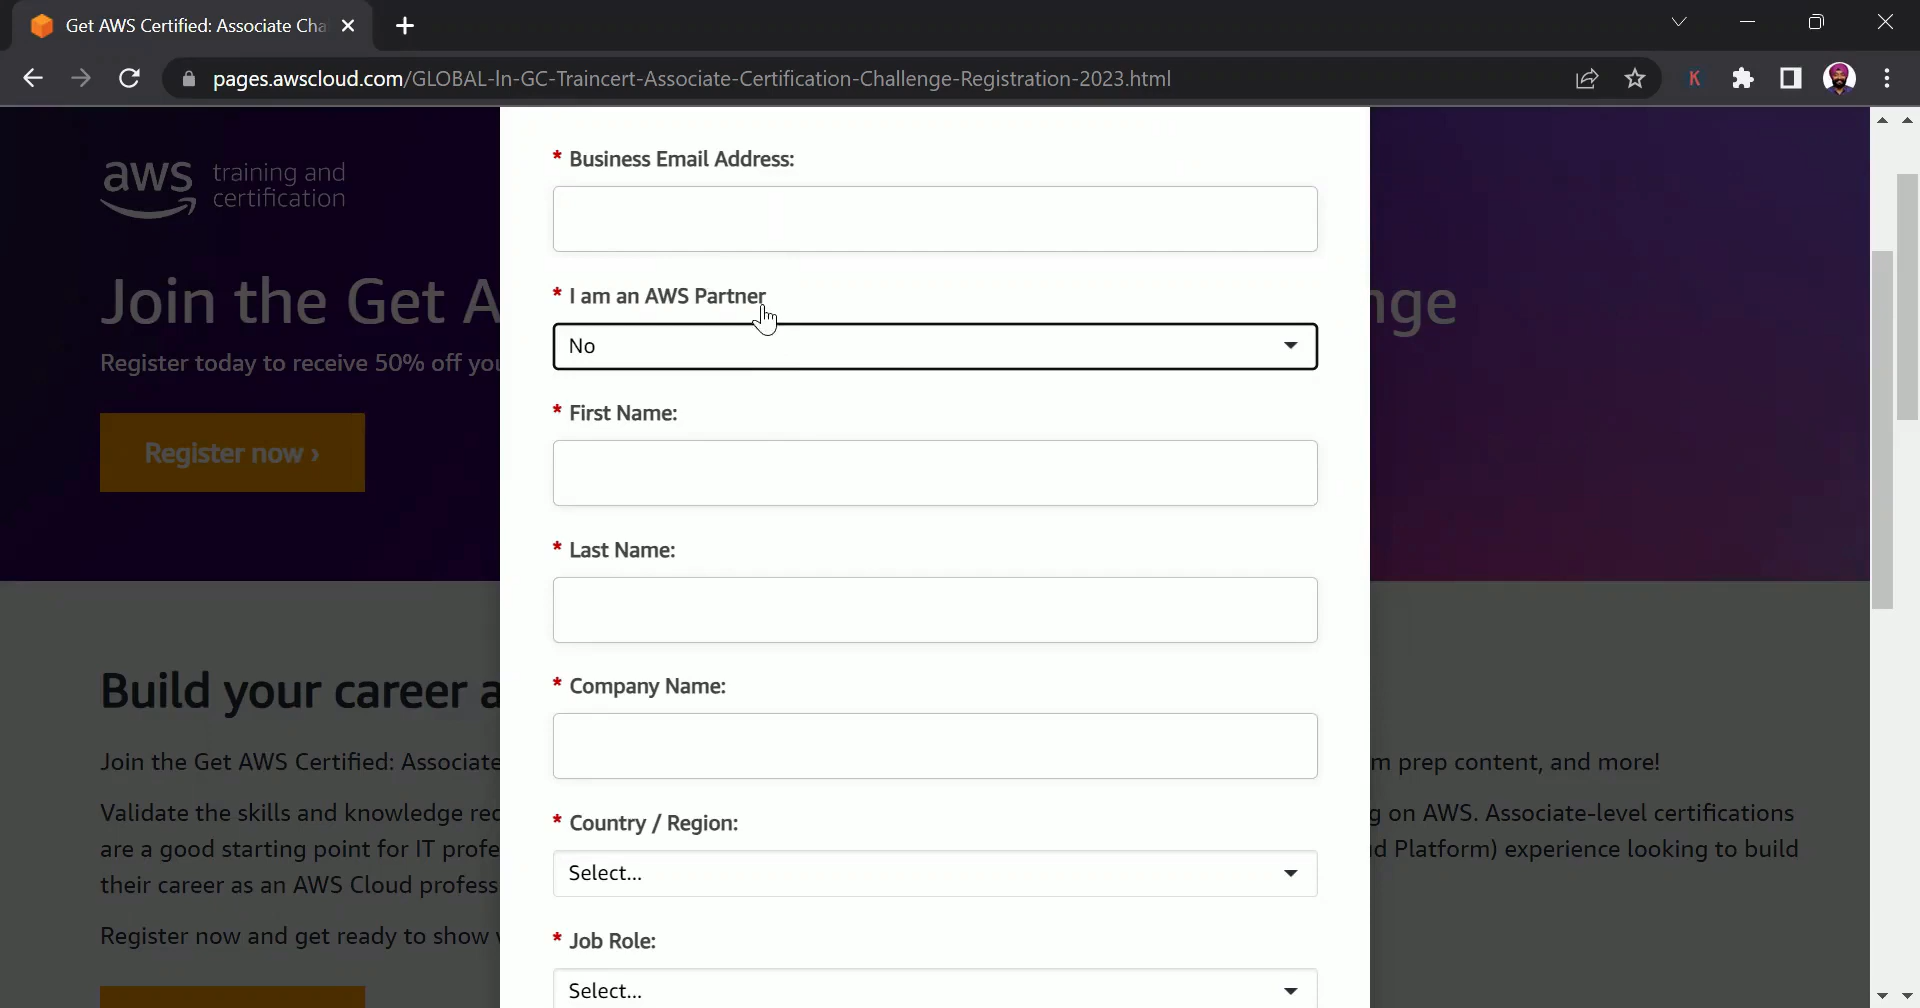 Get AWS Certified: Associate Cha
pages.awscloud.com/GLOBAL-In-GC-Traincert-Associate-Certification-Challenge-Registration-2023.html
K
aws training and
certification
Join the Get A
nge
Register today to receive 50% off you
Register now ›
* Business Email Address:
* I am an AWS Partner
No
* First Name:
* Last Name:
* Company Name:
* Country / Region:
Select...
* Job Role:
Select...
Build your career a
Join the Get AWS Certified: Associate
m prep content, and more!
Validate the skills and knowledge rec
g on AWS. Associate-level certifications
are a good starting point for IT profe
d Platform) experience looking to build
their career as an AWS Cloud profess
Register now and get ready to show